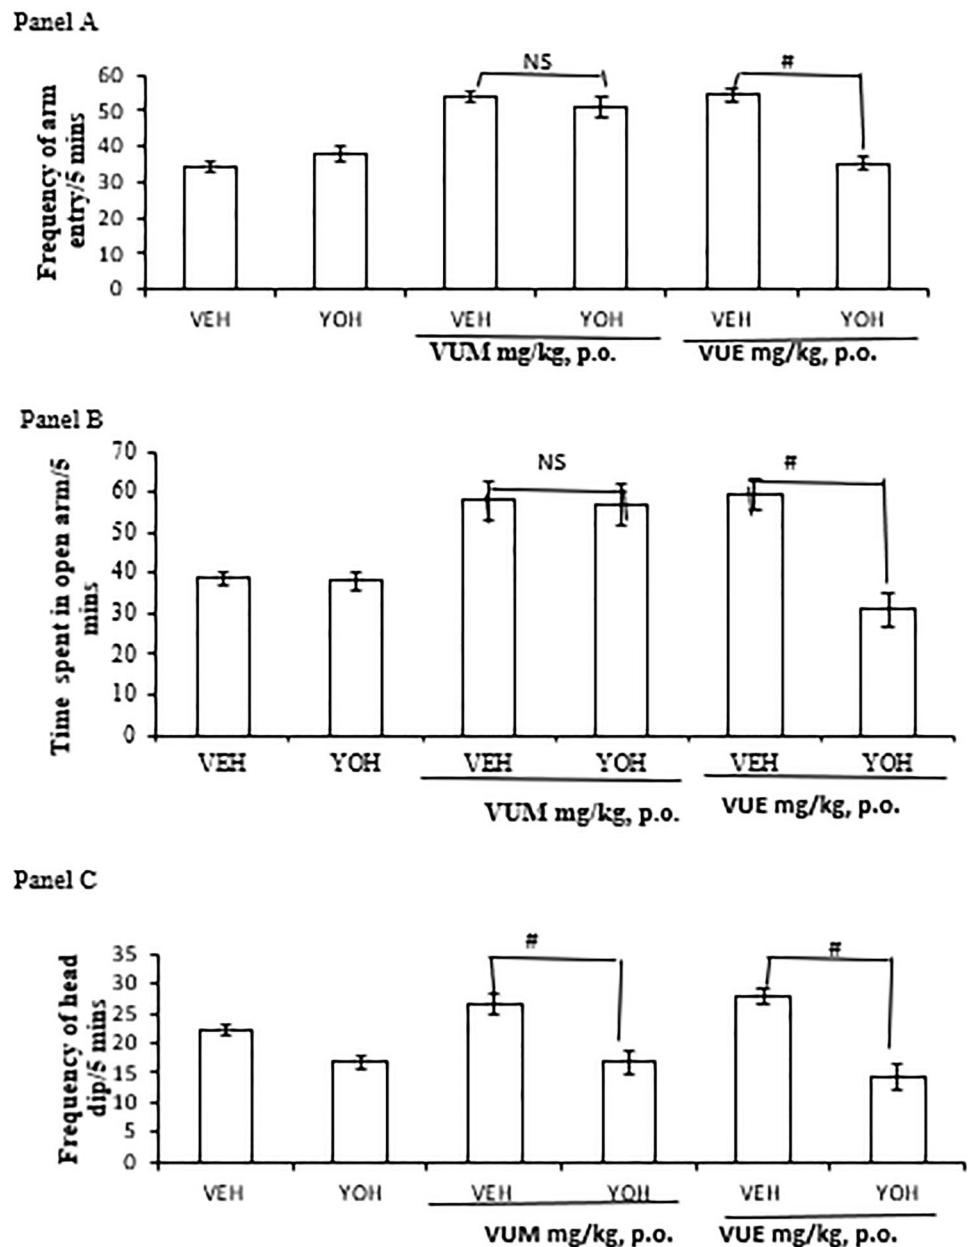 Panel A
Frequency of arm
entry/5 mins
60
50
40
30
20
10
0
NS
#
VEH
YOH
VEH
YOH
VEH
YOH
VUM mg/kg, p.o.
VUE mg/kg, p.o.
Panel B
Time spent in open arm/5
mins
70
60
50
40
30
20
10
0
NS
#
VEH
YOH
VEH
YOH
VEH
YOH
VUM mg/kg, p.o.
VUE mg/kg, p.o.
Panel C
Frequency of head
dip/5 mins
35
30
25
20
15
10
5
0
#
#
VEH
YOH
VEH
YOH
VEH
YOH
VUM mg/kg, p.o.
VUE mg/kg, p.o.